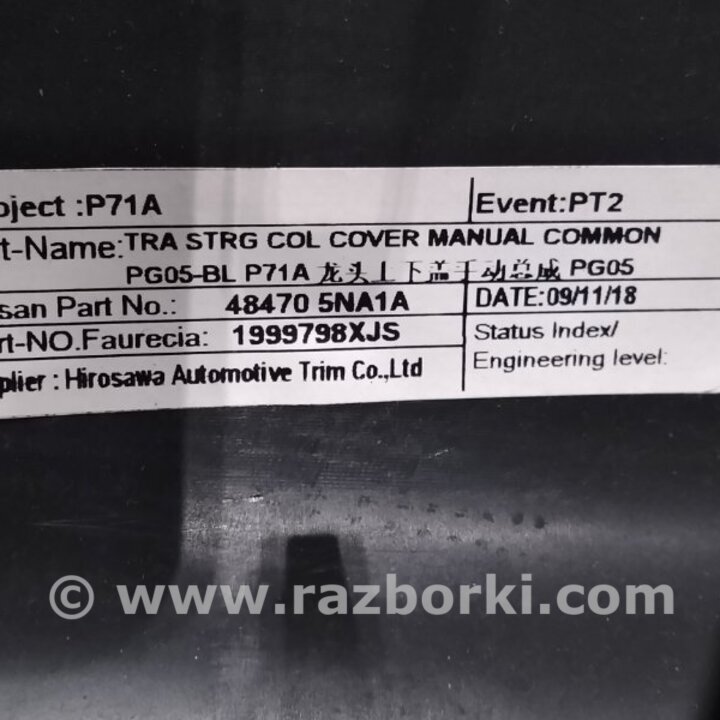 oject :P71A
Event:PT2
t-Name: TRA STRG COL COVER MANUAL COMMON
PG05-BL P71A 龙头上下盖手动总成 PG05
san Part No.: 48470 5NA1A
DATE:09/11/18
rt-NO.Faurecia: 1999798XJS
Status Index/
Engineering level:
plier : Hirosawa Automotive Trim Co.,Ltd
© www.razborki.com